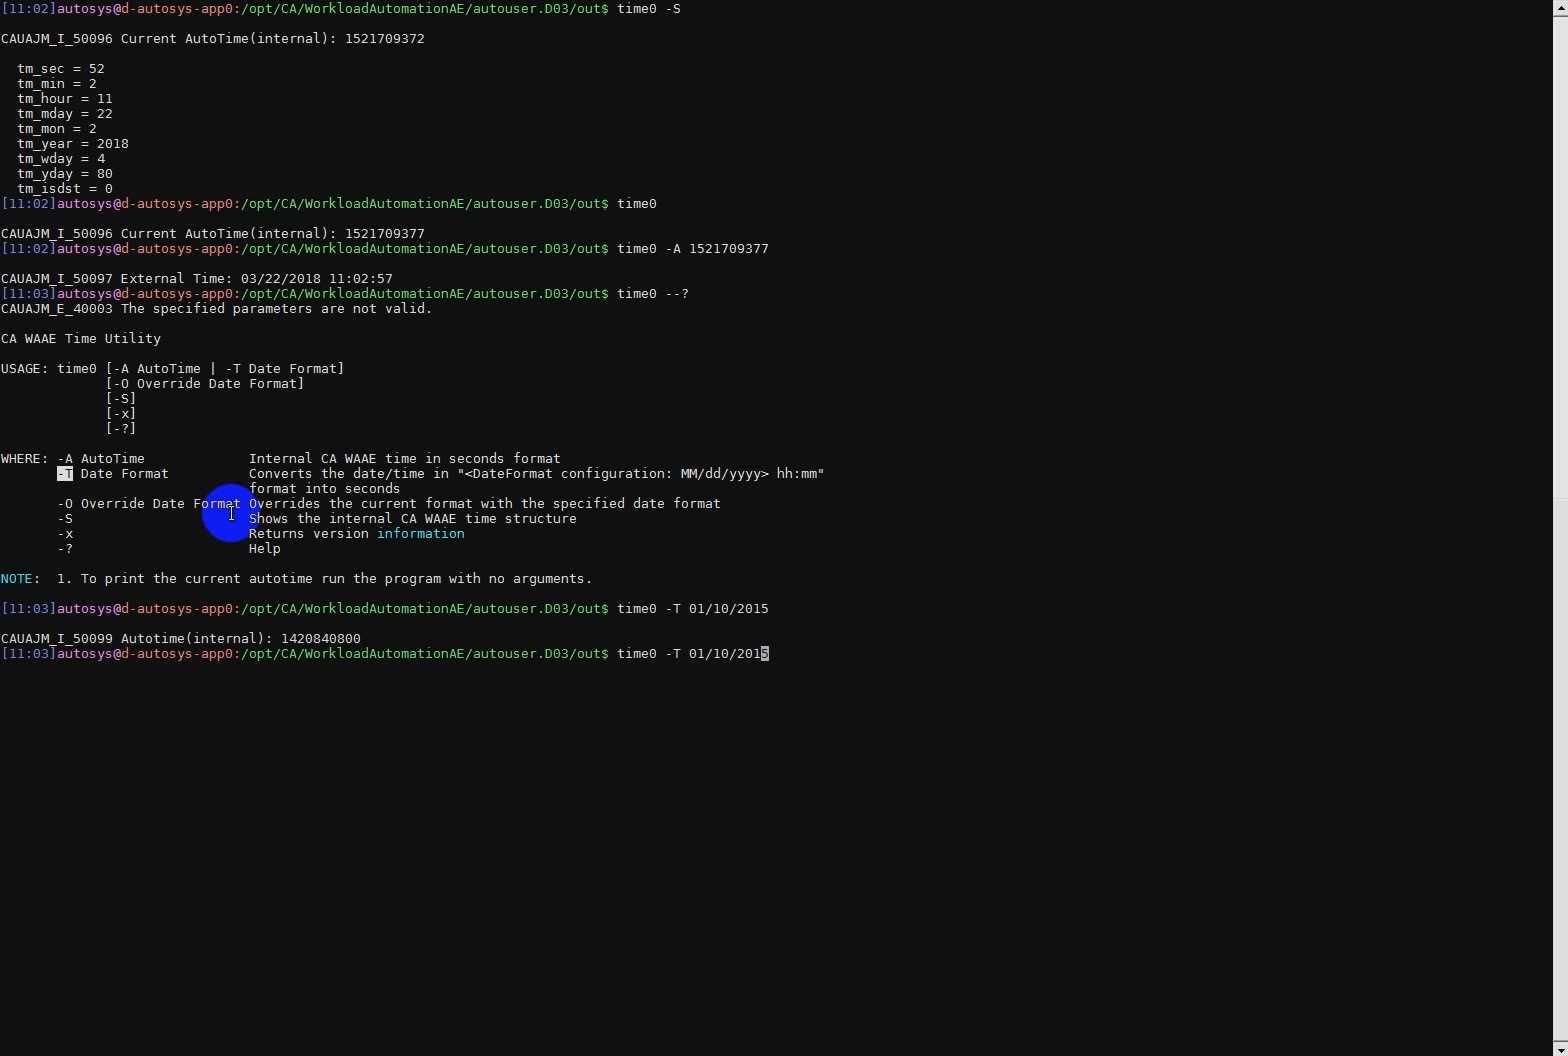 [11:02]autosys@d-autosys-app0:/opt/CA/WorkloadAutomationAE/autouser.D03/out$ time0 -S
CAUAJM_I_50096 Current AutoTime(internal): 1521709372
tm_sec = 52
tm_min = 2
tm_hour = 11
tm_mday = 22
tm_mon = 2
tm_year = 2018
tm_wday = 4
tm_yday = 80
tm_isdst = 0
[11:02]autosys@d-autosys-app0:/opt/CA/WorkloadAutomationAE/autouser.D03/out$ time0
CAUAJM_I_50096 Current AutoTime(internal): 1521709377
[11:02]autosys@d-autosys-app0:/opt/CA/WorkloadAutomationAE/autouser.D03/out$ time0 -A 1521709377
CAUAJM_I_50097 External Time: 03/22/2018 11:02:57
[11:03]autosys@d-autosys-app0:/opt/CA/WorkloadAutomationAE/autouser.D03/out$ time0 --?
CAUAJM_E_40003 The specified parameters are not valid.
CA WAAE Time Utility
USAGE: time0 [-A AutoTime | -T Date Format]
[-O Override Date Format]
[-S]
[-x]
[-?]
WHERE: -A AutoTime Internal CA WAAE time in seconds format
-T Date Format Converts the date/time in "<DateFormat configuration: MM/dd/yyyy> hh:mm"
format into seconds
-O Override Date Format Overrides the current format with the specified date format
-S Shows the internal CA WAAE time structure
-x Returns version information
-? Help
NOTE: 1. To print the current autotime run the program with no arguments.
[11:03]autosys@d-autosys-app0:/opt/CA/WorkloadAutomationAE/autouser.D03/out$ time0 -T 01/10/2015
CAUAJM_I_50099 Autotime(internal): 1420840800
[11:03]autosys@d-autosys-app0:/opt/CA/WorkloadAutomationAE/autouser.D03/out$ time0 -T 01/10/2015